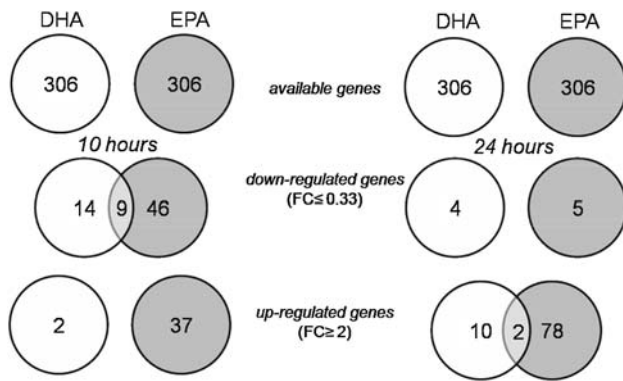 DHA EPA DHA EPA
306 306 available genes 306 306
10 hours 24 hours
down-regulated genes
(FC≤ 0.33)
14 9 46 4 5
up-regulated genes
(FC≥ 2)
2 37 10 2 78